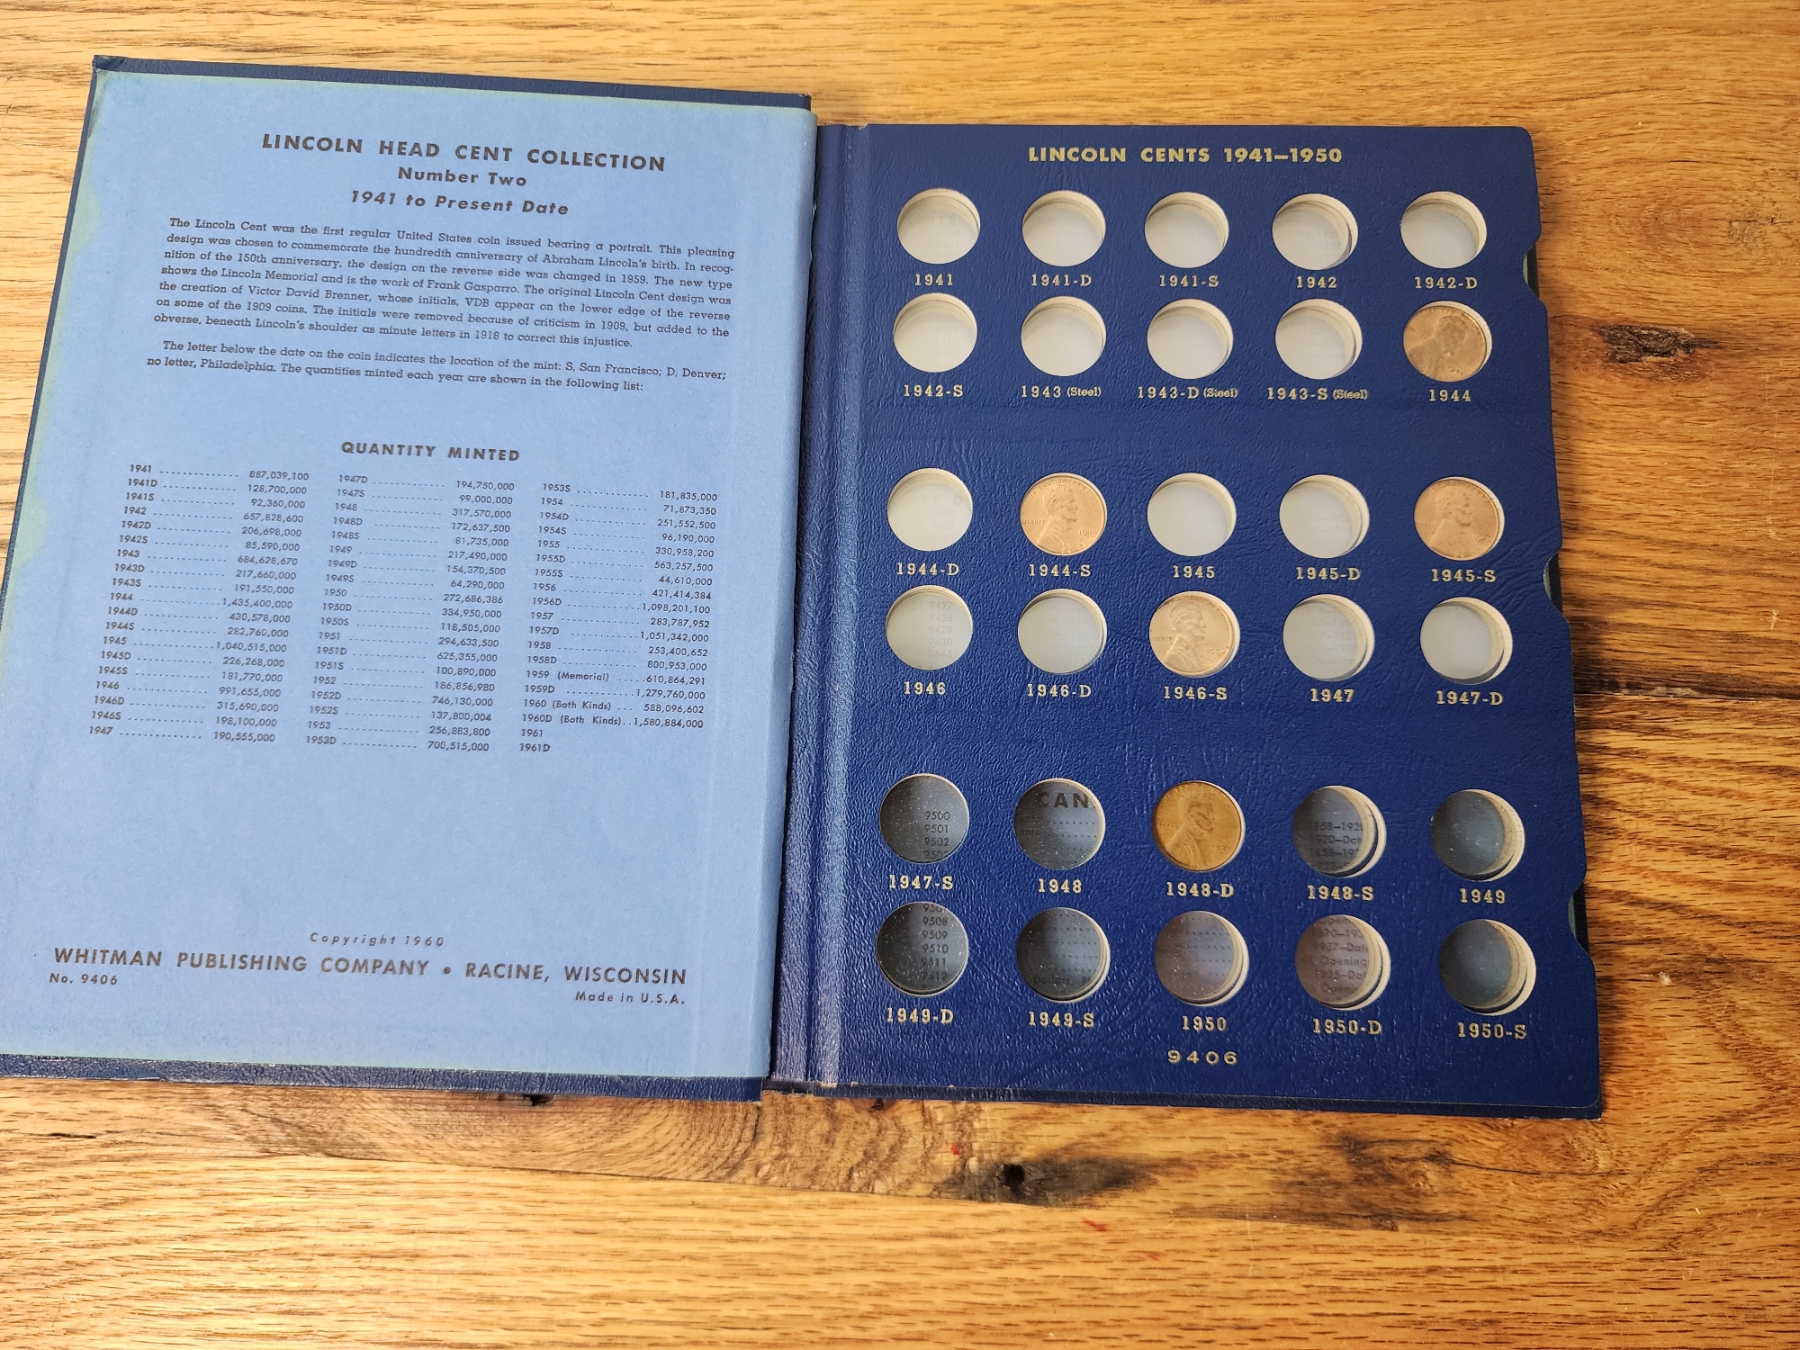 LINCOLN HEAD CENT COLLECTION
Number Two
1941 to Present Date
The Lincoln Cent was the first regular United States coin issued bearing a portrait. This pleasing
design was chosen to commemorate the hundredth anniversary of Abraham Lincoln's birth. In recog-
nition of the 150th anniversary, the design on the reverse side was changed in 1959. The new type
shows the Lincoln Memorial and is the work of Frank Gasparro. The original Lincoln Cent design was
the creation of Victor David Brenner, whose initials, VDB appear on the lower edge of the reverse
on some of the 1909 coins. The initials were removed because of criticism in 1909, but added to the
obverse, beneath Lincoln's shoulder as minute letters in 1918 to correct this injustice.
The letter below the date on the coin indicates the location of the mint: S, San Francisco; D, Denver;
no letter, Philadelphia. The quantities minted each year are shown in the following list:
QUANTITY MINTED
1941 .......... 887,039,100
1941D .......... 128,700,000
1941S .......... 92,360,000
1942 .......... 657,828,600
1942D .......... 206,698,000
1942S .......... 85,590,000
1943 .......... 684,628,670
1943D .......... 217,660,000
1943S .......... 191,550,000
1944 .......... 1,435,400,000
1944D .......... 430,578,000
1944S .......... 282,760,000
1945 .......... 1,040,515,000
1945D .......... 226,268,000
1945S .......... 181,770,000
1946 .......... 991,655,000
1946D .......... 315,690,000
1946S .......... 198,100,000
1947 .......... 190,555,000
1947D .......... 194,750,000
1947S .......... 99,000,000
1948 .......... 317,570,000
1948D .......... 172,637,500
1948S .......... 81,735,000
1949 .......... 217,490,000
1949D .......... 154,370,500
1949S .......... 64,290,000
1950 .......... 272,686,386
1950D .......... 334,950,000
1950S .......... 118,505,000
1951 .......... 294,633,500
1951D .......... 625,355,000
1951S .......... 100,890,000
1952 .......... 186,856,980
1952D .......... 746,130,000
1952S .......... 137,800,004
1953 .......... 256,883,800
1953D .......... 700,515,000
1953S .......... 181,835,000
1954 .......... 71,873,350
1954D .......... 251,552,500
1954S .......... 96,190,000
1955 .......... 330,958,200
1955D .......... 563,257,500
1955S .......... 44,610,000
1956 .......... 421,414,384
1956D .......... 1,098,201,100
1957 .......... 283,787,952
1957D .......... 1,051,342,000
1958 .......... 253,400,652
1958D .......... 800,953,000
1959 (Memorial) .......... 610,864,291
1959D .......... 1,279,760,000
1960 (Both Kinds) .... 588,096,602
1960D (Both Kinds) .. 1,580,884,000
1961
1961D
Copyright 1960
WHITMAN PUBLISHING COMPANY • RACINE, WISCONSIN
No. 9406
Made in U.S.A.
LINCOLN CENTS 1941–1950
1941 1941-D 1941-S 1942 1942-D
1942-S 1943 (Steel) 1943-D (Steel) 1943-S (Steel) 1944
1944-D 1944-S 1945 1945-D 1945-S
1946 1946-D 1946-S 1947 1947-D
CAN
9500
9501
9502
1947-S 1948 1948-D 1948-S 1949
9508
9509
9510
9511
1937–Dat
Opening
1949-D 1949-S 1950 1950-D 1950-S
9406